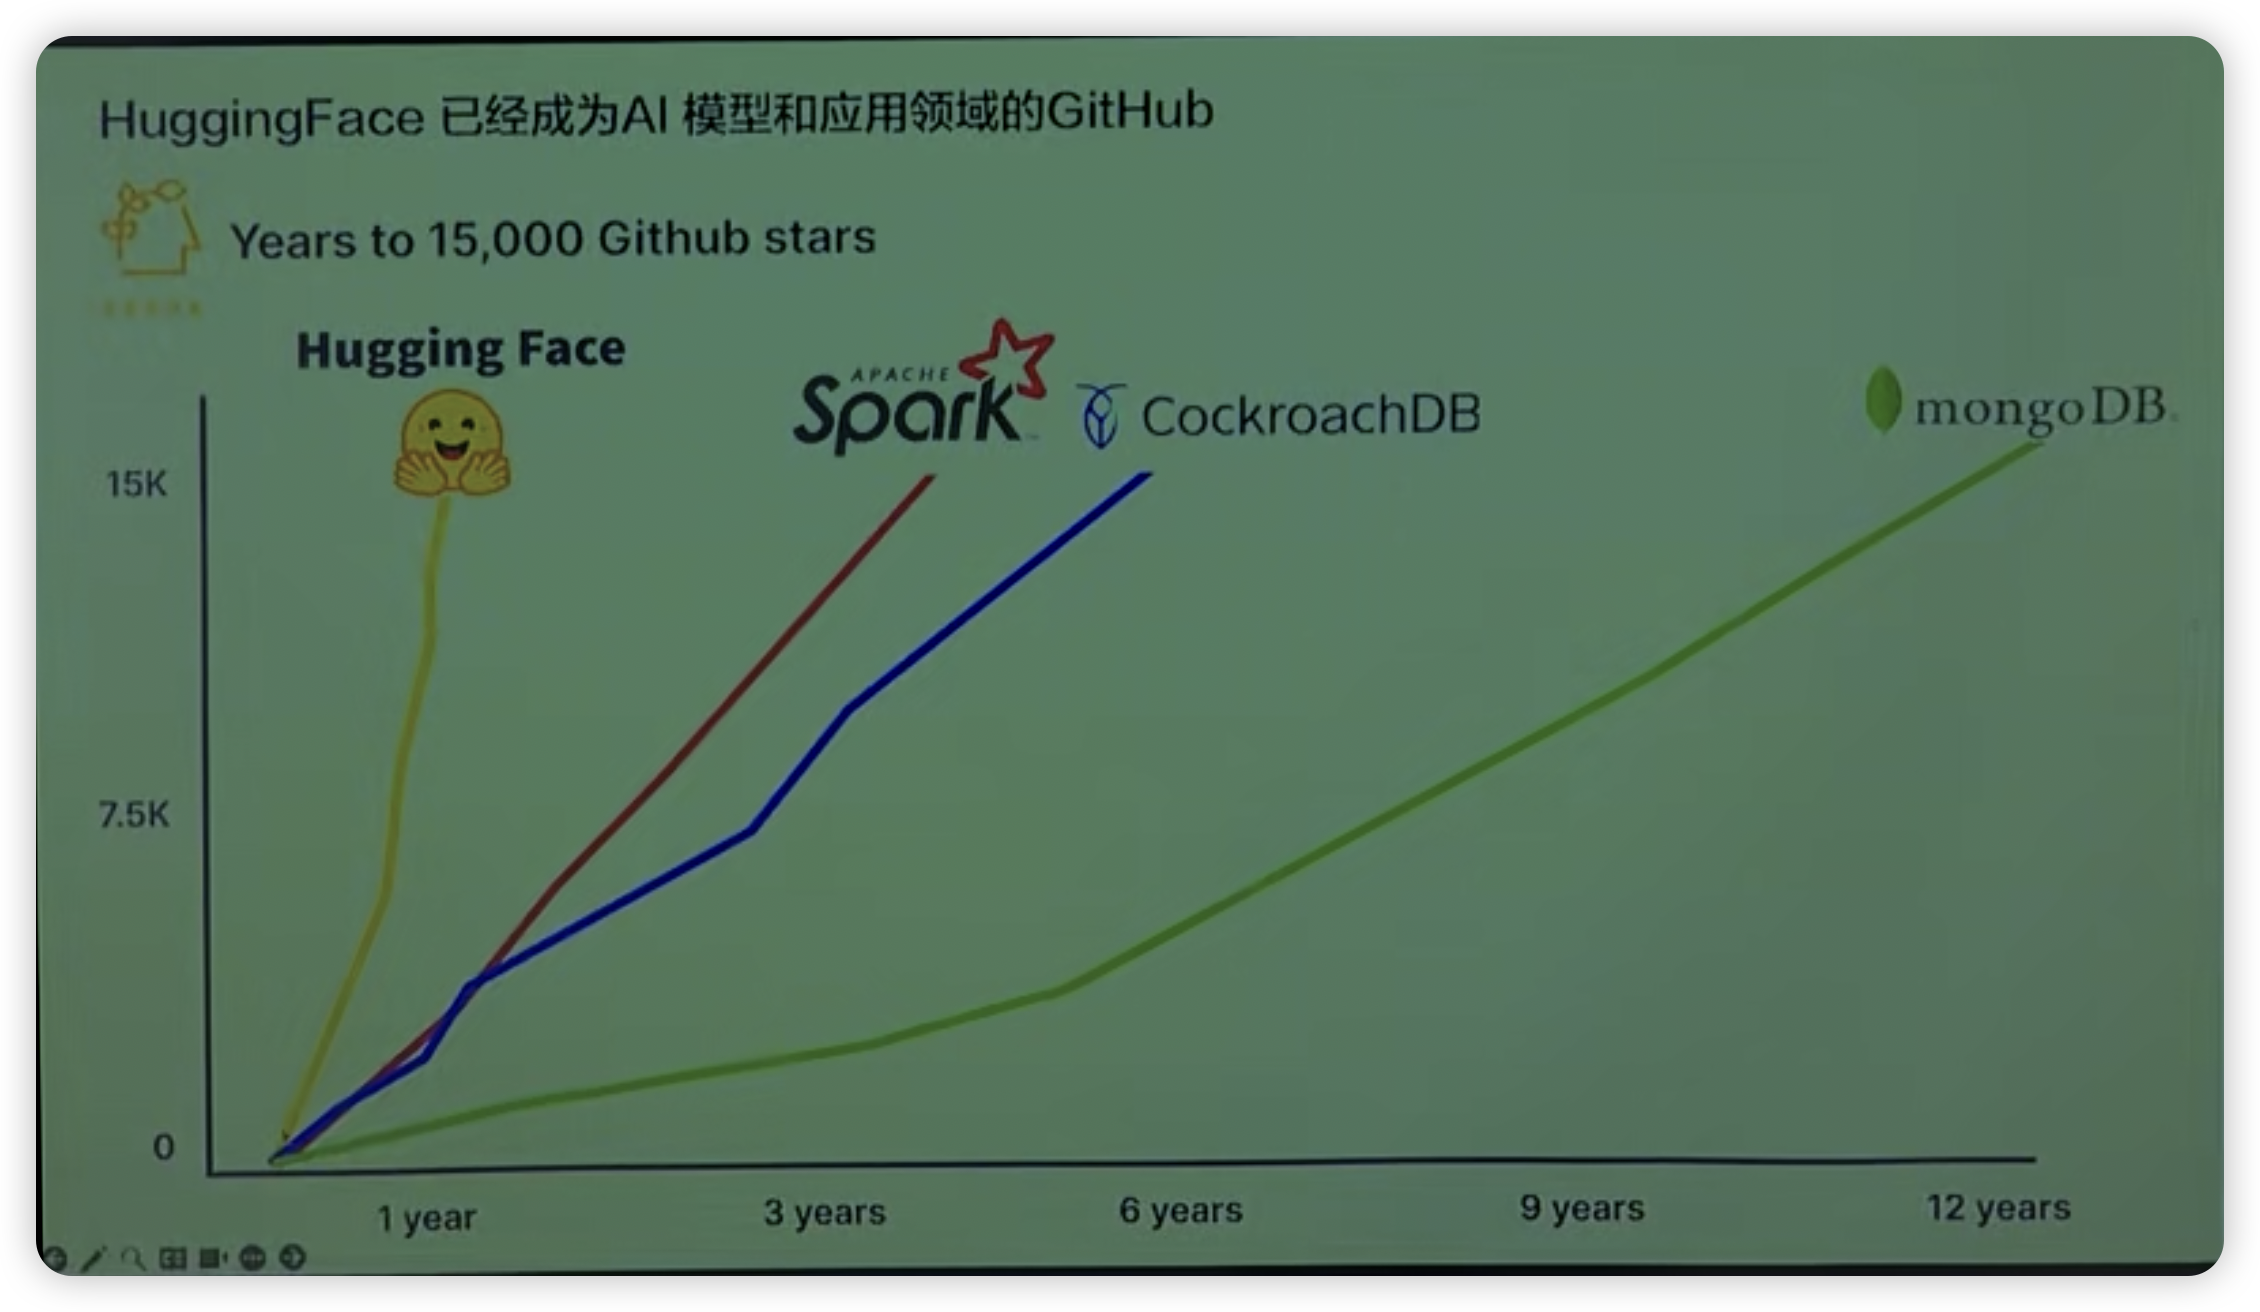 HuggingFace 已经成为AI 模型和应用领域的GitHub
Years to 15,000 Github stars
Hugging Face
APACHE
Spark
CockroachDB
mongoDB.
15K
7.5K
0
1 year
3 years
6 years
9 years
12 years